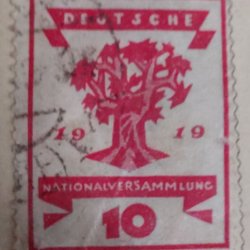 DEUTSCHE
19 19
NATIONALVERSAMMLUNG
10